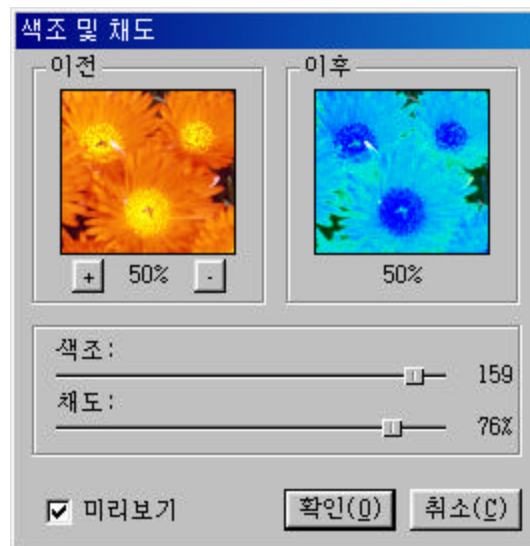 색조 및 채도
이전
이후
+ 50% -
50%
색조:
159
채도:
76%
미리보기
확인(O)
취소(C)